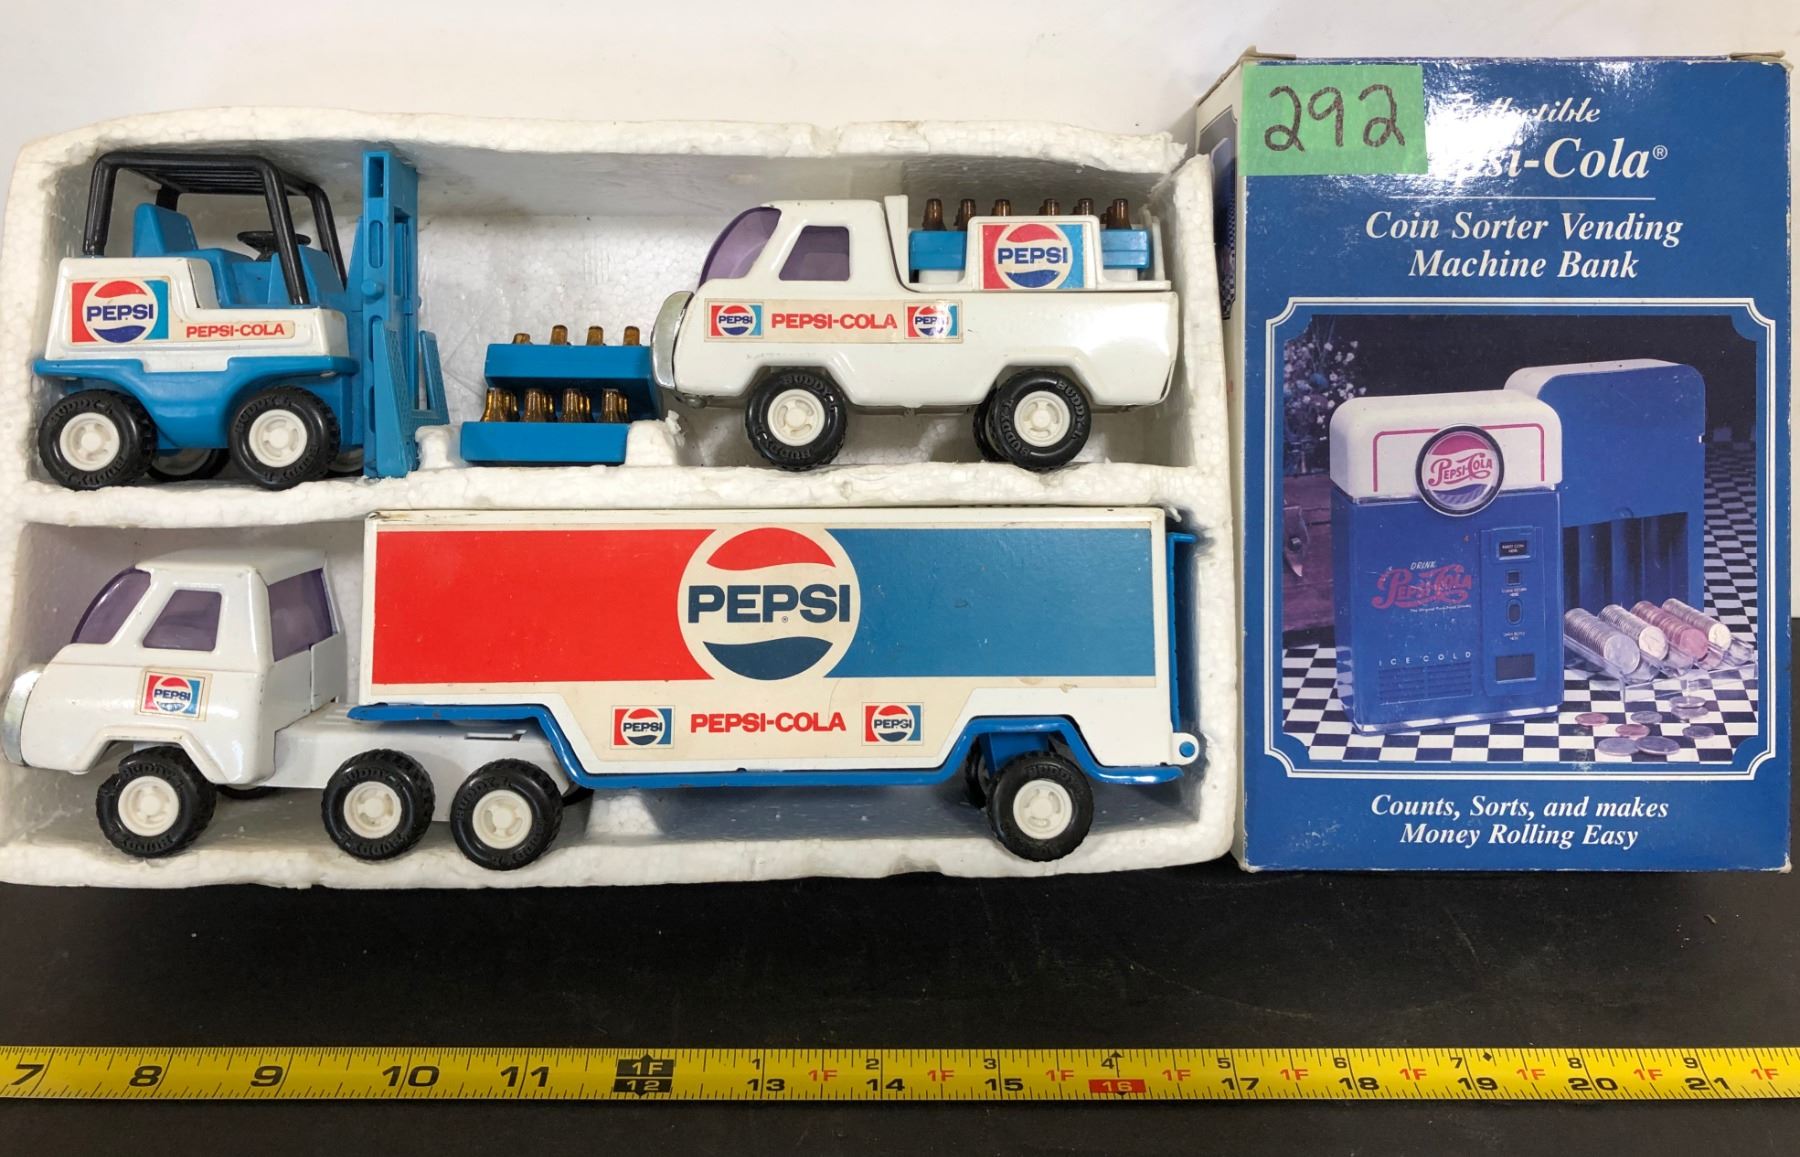 292
Cola®
Coin Sorter Vending
Machine Bank
PEPSI
PEPSI-COLA
PEPSI
PEPSI PEPSI-COLA PEPSI
BUDDY L
BUDDY L
PEPSI-COLA
DRINK
PEPSI-COLA
ICE COLD
PEPSI®
PEPSI
PEPSI PEPSI-COLA PEPSI
BUDDY L
Counts, Sorts, and makes
Money Rolling Easy
1F 1 2 3 4 5 6 7 8 9
7 8 9 10 11 12 13 1F 14 1F 15 1F 16 1F 17 1F 18 1F 19 1F 20 1F 21 1F